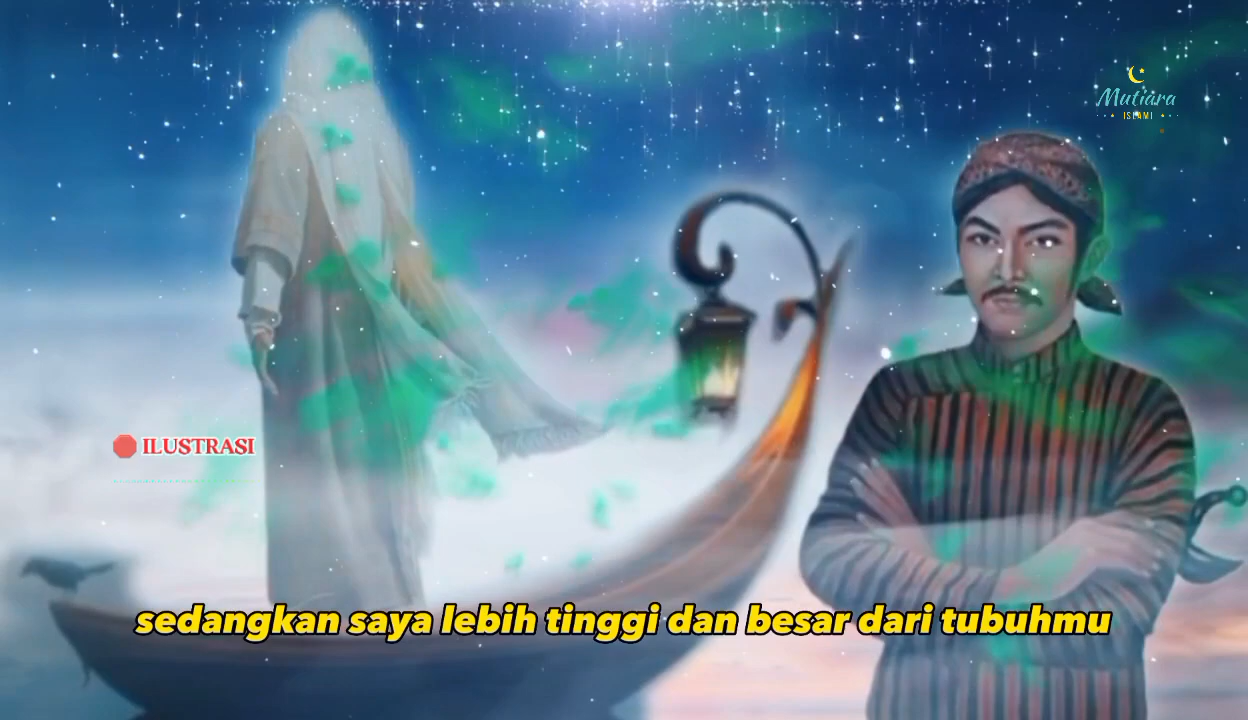 Mutiara
ISLAMI
ILUSTRASI
sedangkan saya lebih tinggi dan besar dari tubuhmu